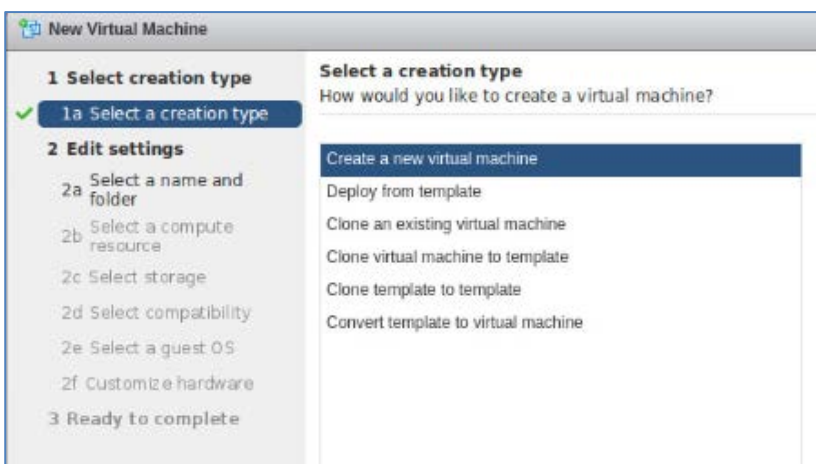 New Virtual Machine
1 Select creation type
1a Select a creation type
2 Edit settings
2a Select a name and
folder
2b Select a compute
resource
2c Select storage
2d Select compatibility
2e Select a guest OS
2f Customize hardware
3 Ready to complete
Select a creation type
How would you like to create a virtual machine?
Create a new virtual machine
Deploy from template
Clone an existing virtual machine
Clone virtual machine to template
Clone template to template
Convert template to virtual machine